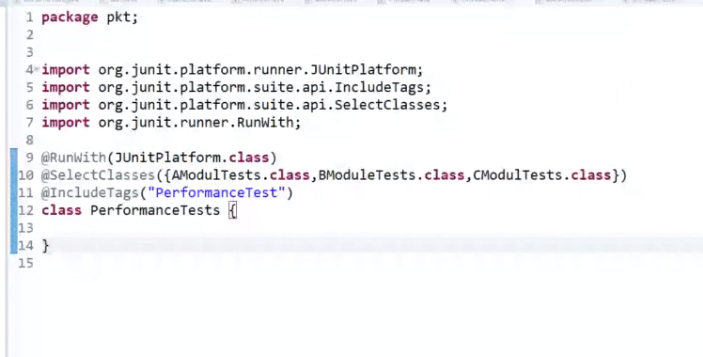 1 package pkt;
2
3
4 import org.junit.platform.runner.JUnitPlatform;
5 import org.junit.platform.suite.api.IncludeTags;
6 import org.junit.platform.suite.api.SelectClasses;
7 import org.junit.runner.RunWith;
8
9 @RunWith(JUnitPlatform.class)
10 @SelectClasses({AModulTests.class,BModuleTests.class,CModulTests.class})
11 @IncludeTags("PerformanceTest")
12 class PerformanceTests {
13
14 }
15